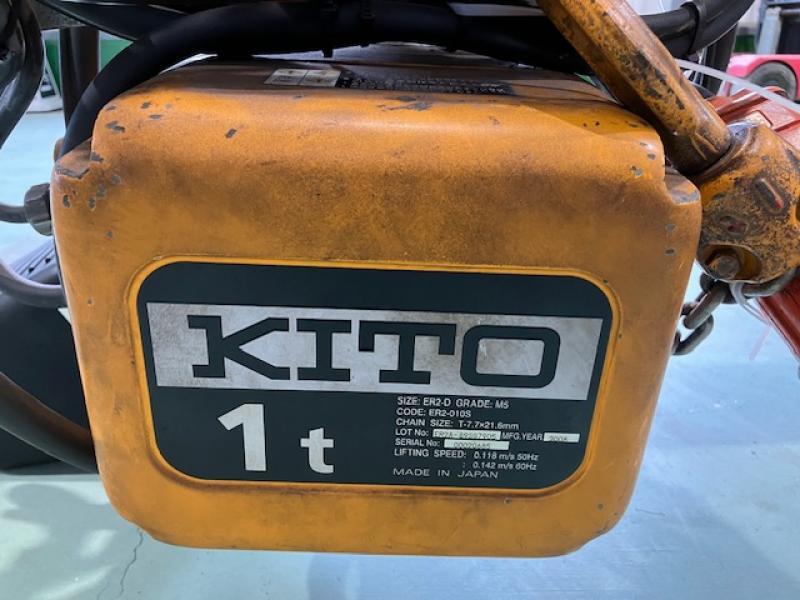 KITO
1t
SIZE: ER2-D GRADE: M5
CODE: ER2-010S
CHAIN SIZE: T-7.7×21.6mm
LOT No: MFG.YEAR
SERIAL No:
LIFTING SPEED: 0.118 m/s 50Hz
: 0.142 m/s 60Hz
MADE IN JAPAN